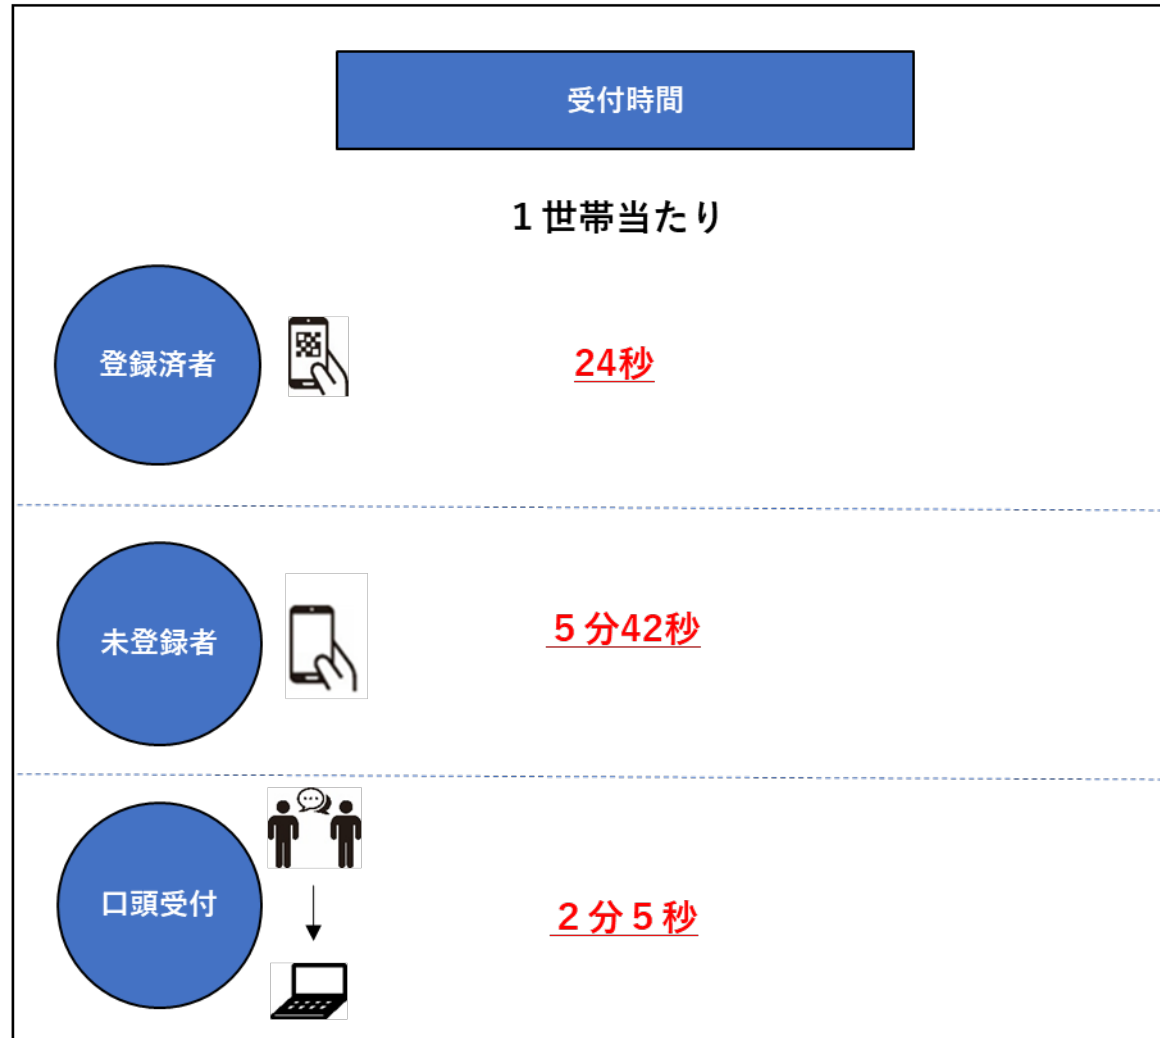 受付時間
１世帯当たり
登録済者
24秒
未登録者
５分42秒
口頭受付
２分５秒